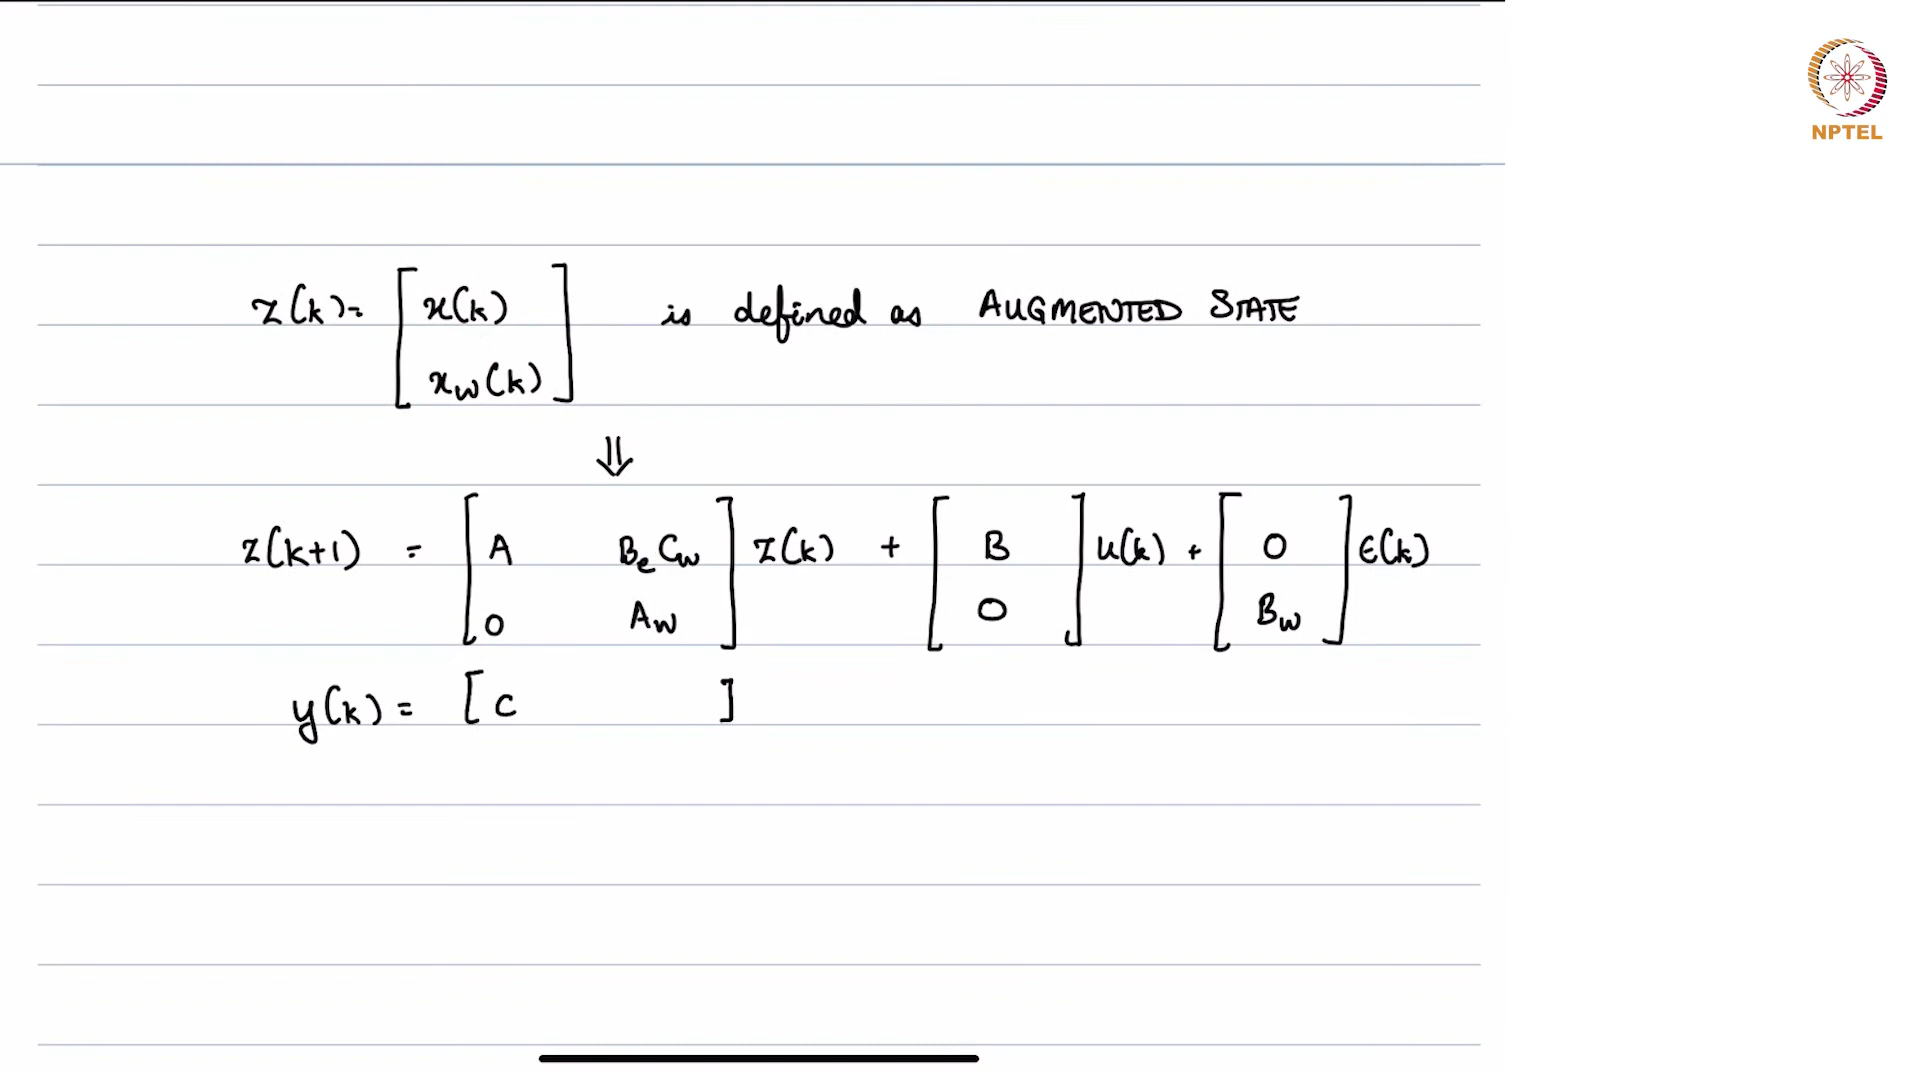 NPTEL
z(k) = [ x(k) ] is defined as AUGMENTED STATE
[ x_w(k) ]
⇓
z(k+1) = [ A B_e C_w ] z(k) + [ B ] u(k) + [ 0 ] ϵ(k)
[ 0 A_w ] [ 0 ] [ B_w ]
y(k) = [ C ]